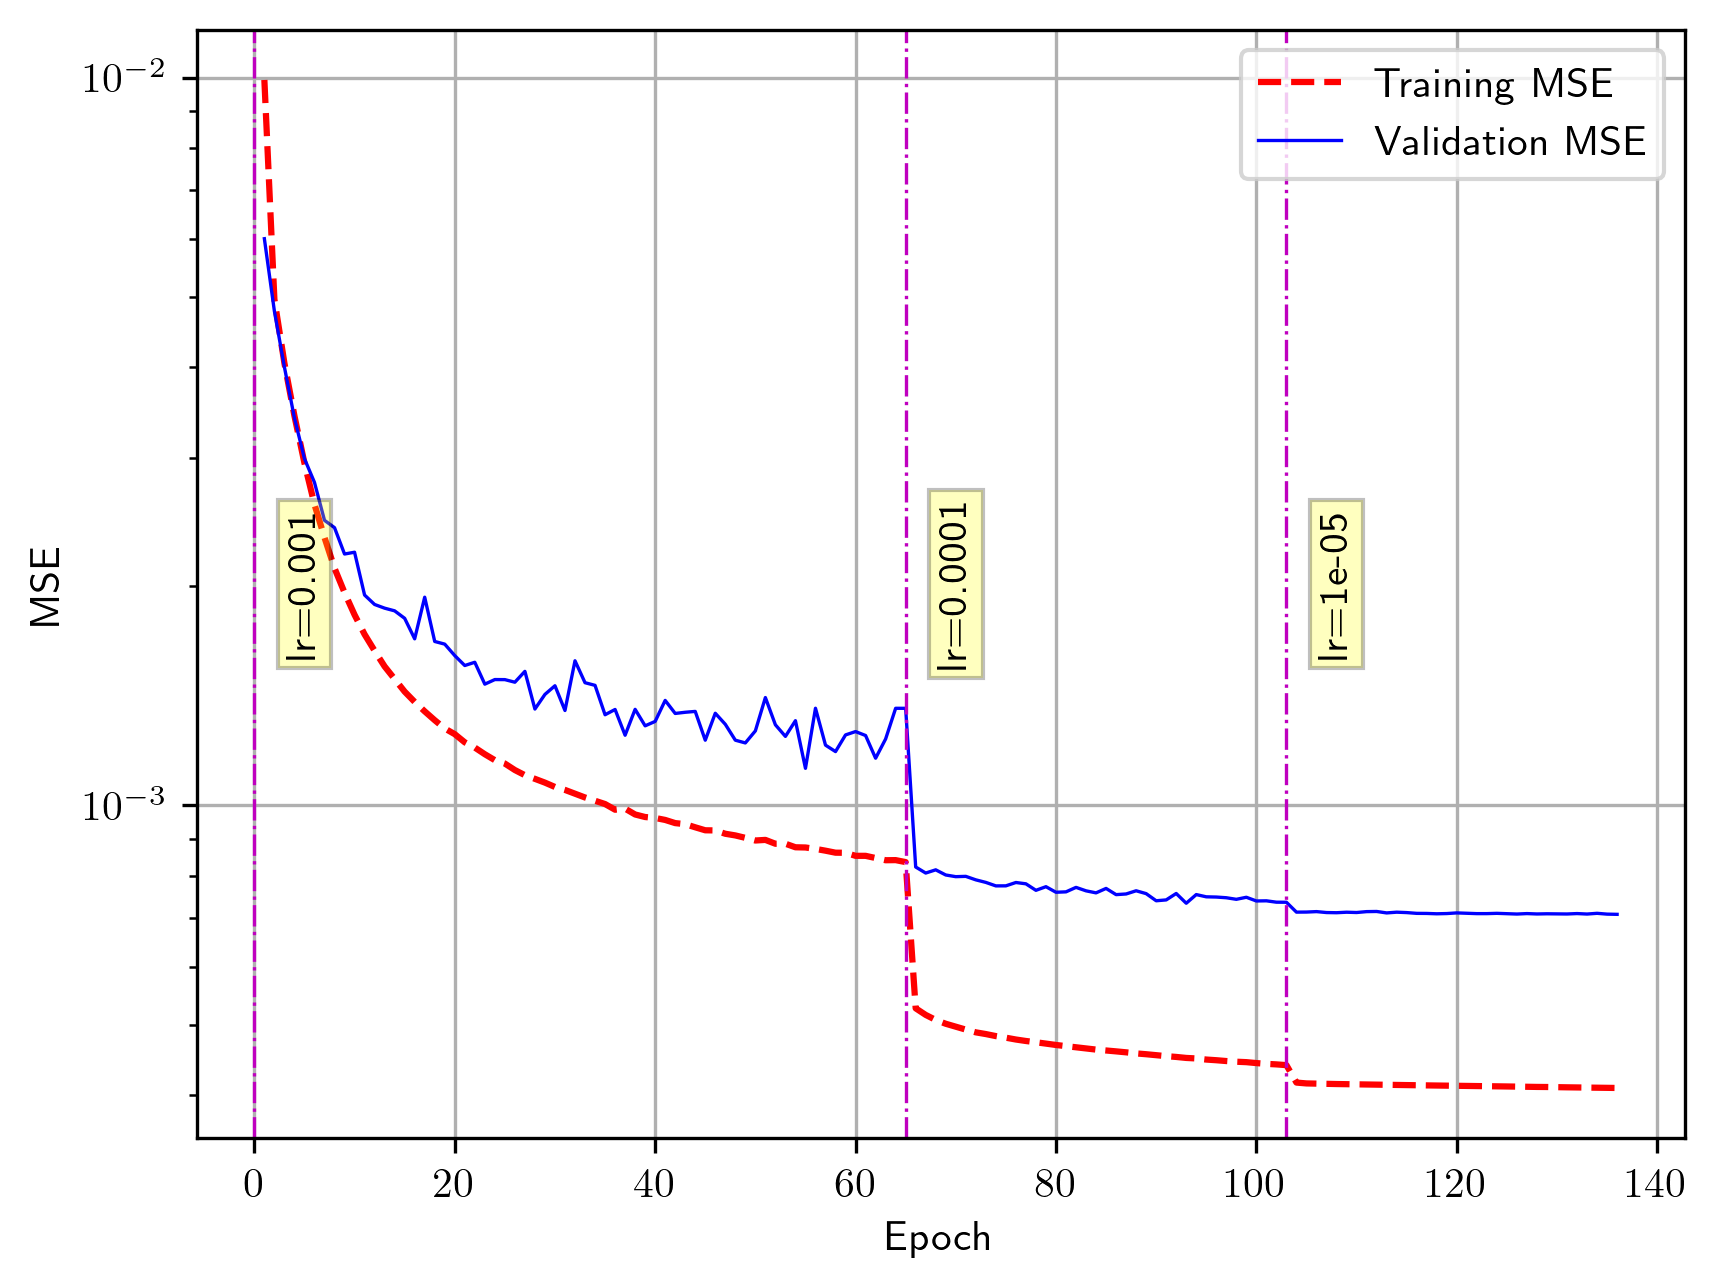 10⁻²
10⁻³
MSE
Training MSE
Validation MSE
lr=0.001
lr=0.0001
lr=1e-05
0 20 40 60 80 100 120 140
Epoch